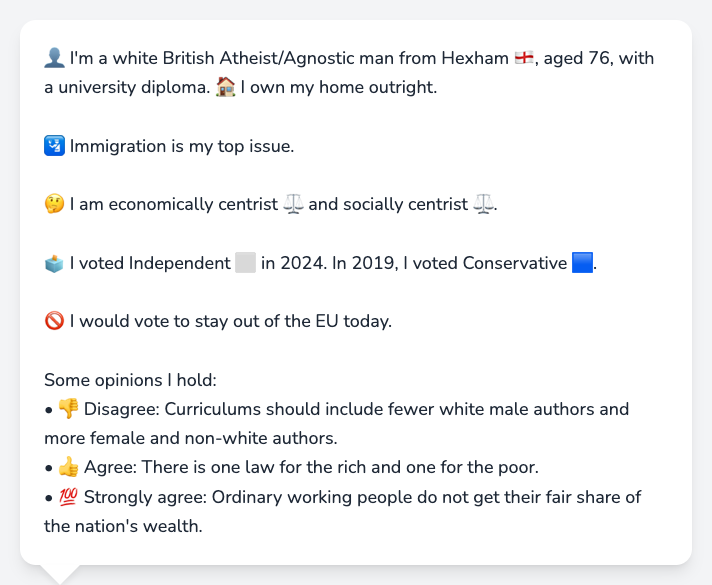 👤 I'm a white British Atheist/Agnostic man from Hexham 🏴󠁧󠁢󠁥󠁮󠁧󠁿, aged 76, with
a university diploma. 🏠 I own my home outright.
🛂 Immigration is my top issue.
🤔 I am economically centrist ⚖️ and socially centrist ⚖️.
🗳️ I voted Independent ⬜ in 2024. In 2019, I voted Conservative 🟦.
🚫 I would vote to stay out of the EU today.
Some opinions I hold:
• 👎 Disagree: Curriculums should include fewer white male authors and
more female and non-white authors.
• 👍 Agree: There is one law for the rich and one for the poor.
• 💯 Strongly agree: Ordinary working people do not get their fair share of
the nation's wealth.